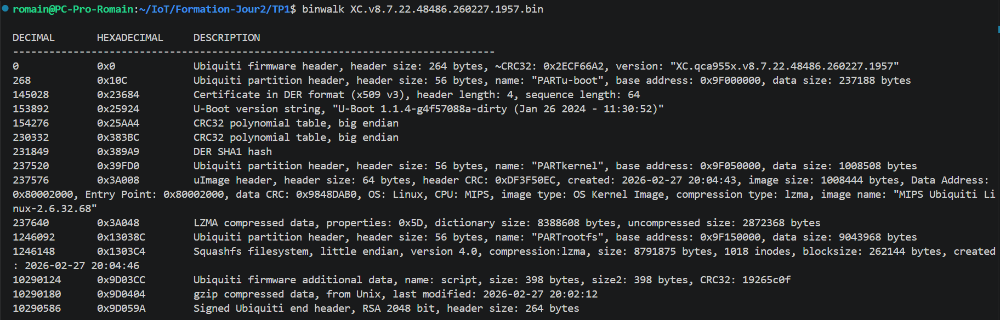 romain@PC-Pro-Romain:~/IoT/Formation-Jour2/TP1$ binwalk XC.v8.7.22.48486.260227.1957.bin
DECIMAL       HEXADECIMAL     DESCRIPTION
--------------------------------------------------------------------------------
0             0x0             Ubiquiti firmware header, header size: 264 bytes, ~CRC32: 0x2ECF66A2, version: "XC.qca955x.v8.7.22.48486.260227.1957"
268           0x10C           Ubiquiti partition header, header size: 56 bytes, name: "PARTu-boot", base address: 0x9F000000, data size: 237188 bytes
145028        0x23684         Certificate in DER format (x509 v3), header length: 4, sequence length: 64
153892        0x25924         U-Boot version string, "U-Boot 1.1.4-g4f57088a-dirty (Jan 26 2024 - 11:30:52)"
154276        0x25AA4         CRC32 polynomial table, big endian
230332        0x383BC         CRC32 polynomial table, big endian
231849        0x389A9         DER SHA1 hash
237520        0x39FD0         Ubiquiti partition header, header size: 56 bytes, name: "PARTkernel", base address: 0x9F050000, data size: 1008508 bytes
237576        0x3A008         uImage header, header size: 64 bytes, header CRC: 0xDF3F50EC, created: 2026-02-27 20:04:43, image size: 1008444 bytes, Data Address:
0x80002000, Entry Point: 0x80002000, data CRC: 0x9848DAB0, OS: Linux, CPU: MIPS, image type: OS Kernel Image, compression type: lzma, image name: "MIPS Ubiquiti Li
nux-2.6.32.68"
237640        0x3A048         LZMA compressed data, properties: 0x5D, dictionary size: 8388608 bytes, uncompressed size: 2872368 bytes
1246092       0x13038C        Ubiquiti partition header, header size: 56 bytes, name: "PARTrootfs", base address: 0x9F150000, data size: 9043968 bytes
1246148       0x1303C4        Squashfs filesystem, little endian, version 4.0, compression:lzma, size: 8791875 bytes, 1018 inodes, blocksize: 262144 bytes, created
: 2026-02-27 20:04:46
10290124      0x9D03CC        Ubiquiti firmware additional data, name: script, size: 398 bytes, size2: 398 bytes, CRC32: 19265c0f
10290180      0x9D0404        gzip compressed data, from Unix, last modified: 2026-02-27 20:02:12
10290586      0x9D059A        Signed Ubiquiti end header, RSA 2048 bit, header size: 264 bytes